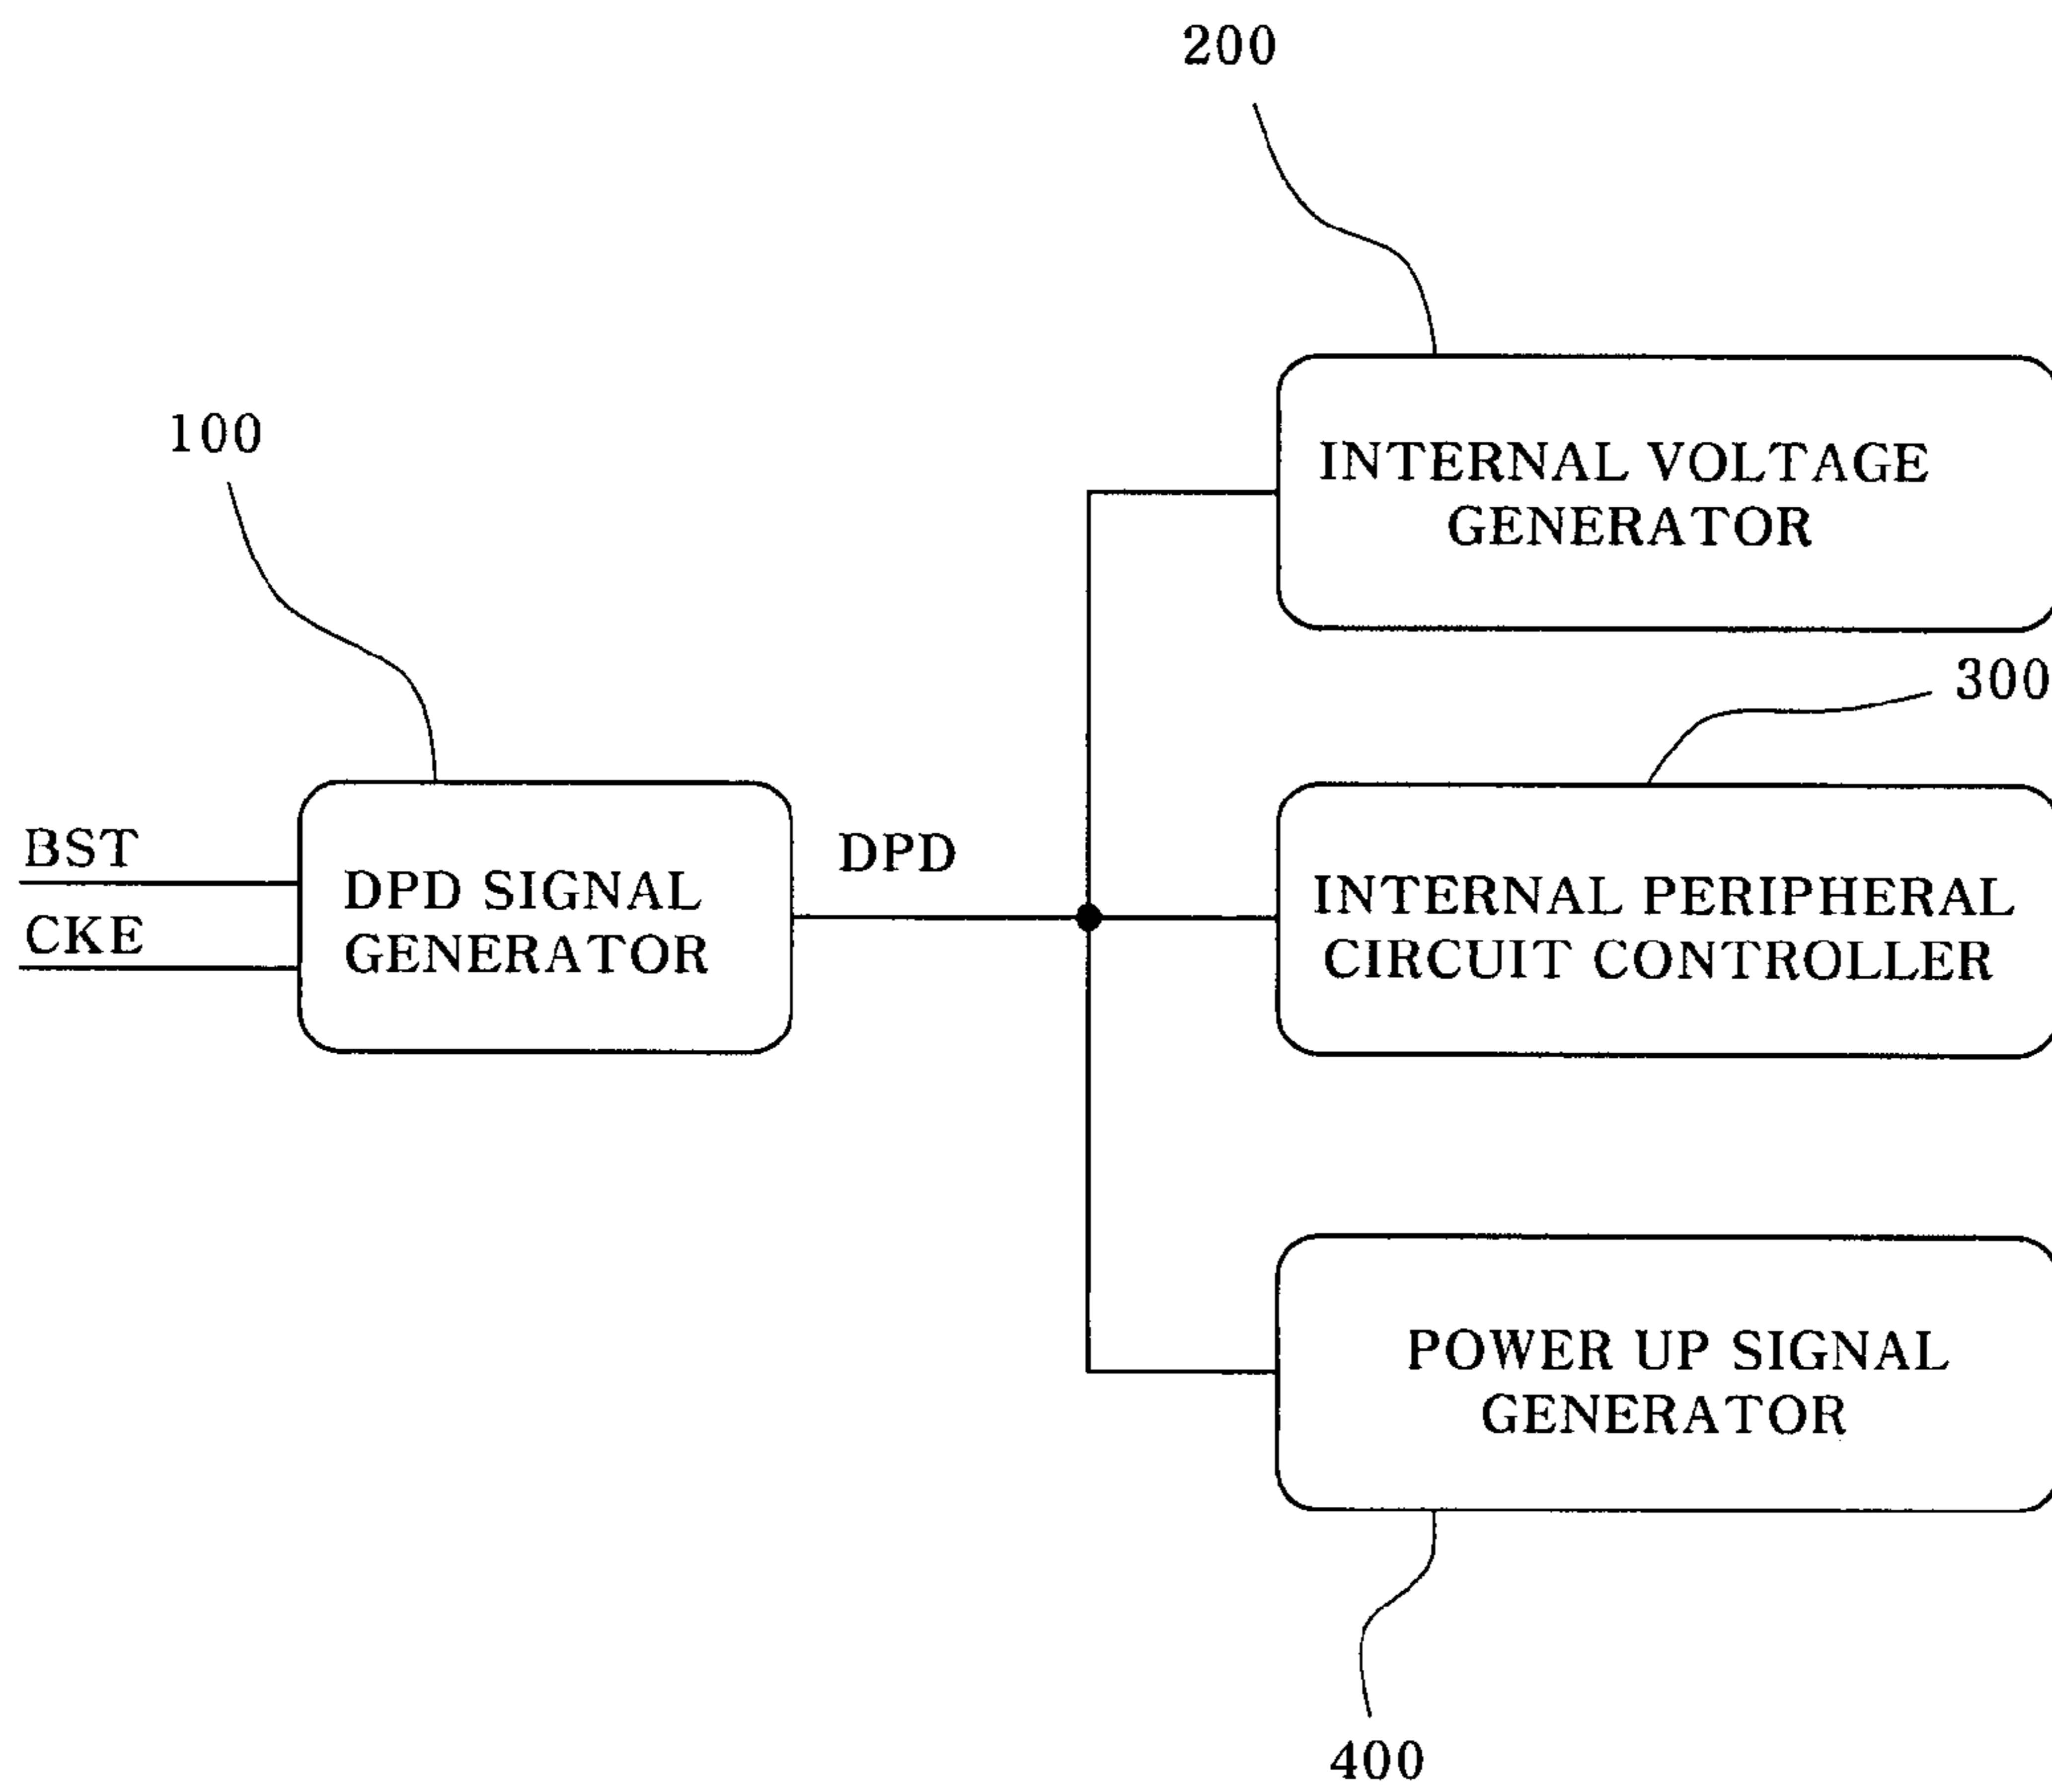 200
100
INTERNAL VOLTAGE
GENERATOR
300
BST
CKE
DPD SIGNAL
GENERATOR
DPD
INTERNAL PERIPHERAL
CIRCUIT CONTROLLER
POWER UP SIGNAL
GENERATOR
400